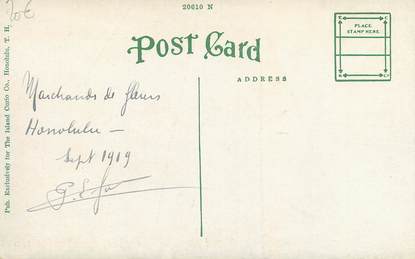 20€
20610 N
POST CARD
PLACE
STAMP HERE.
ADDRESS
Marchands de fleurs
Honolulu —
Sept 1919
Pub. Exclusively for The Island Curio Co., Honolulu, T. H.